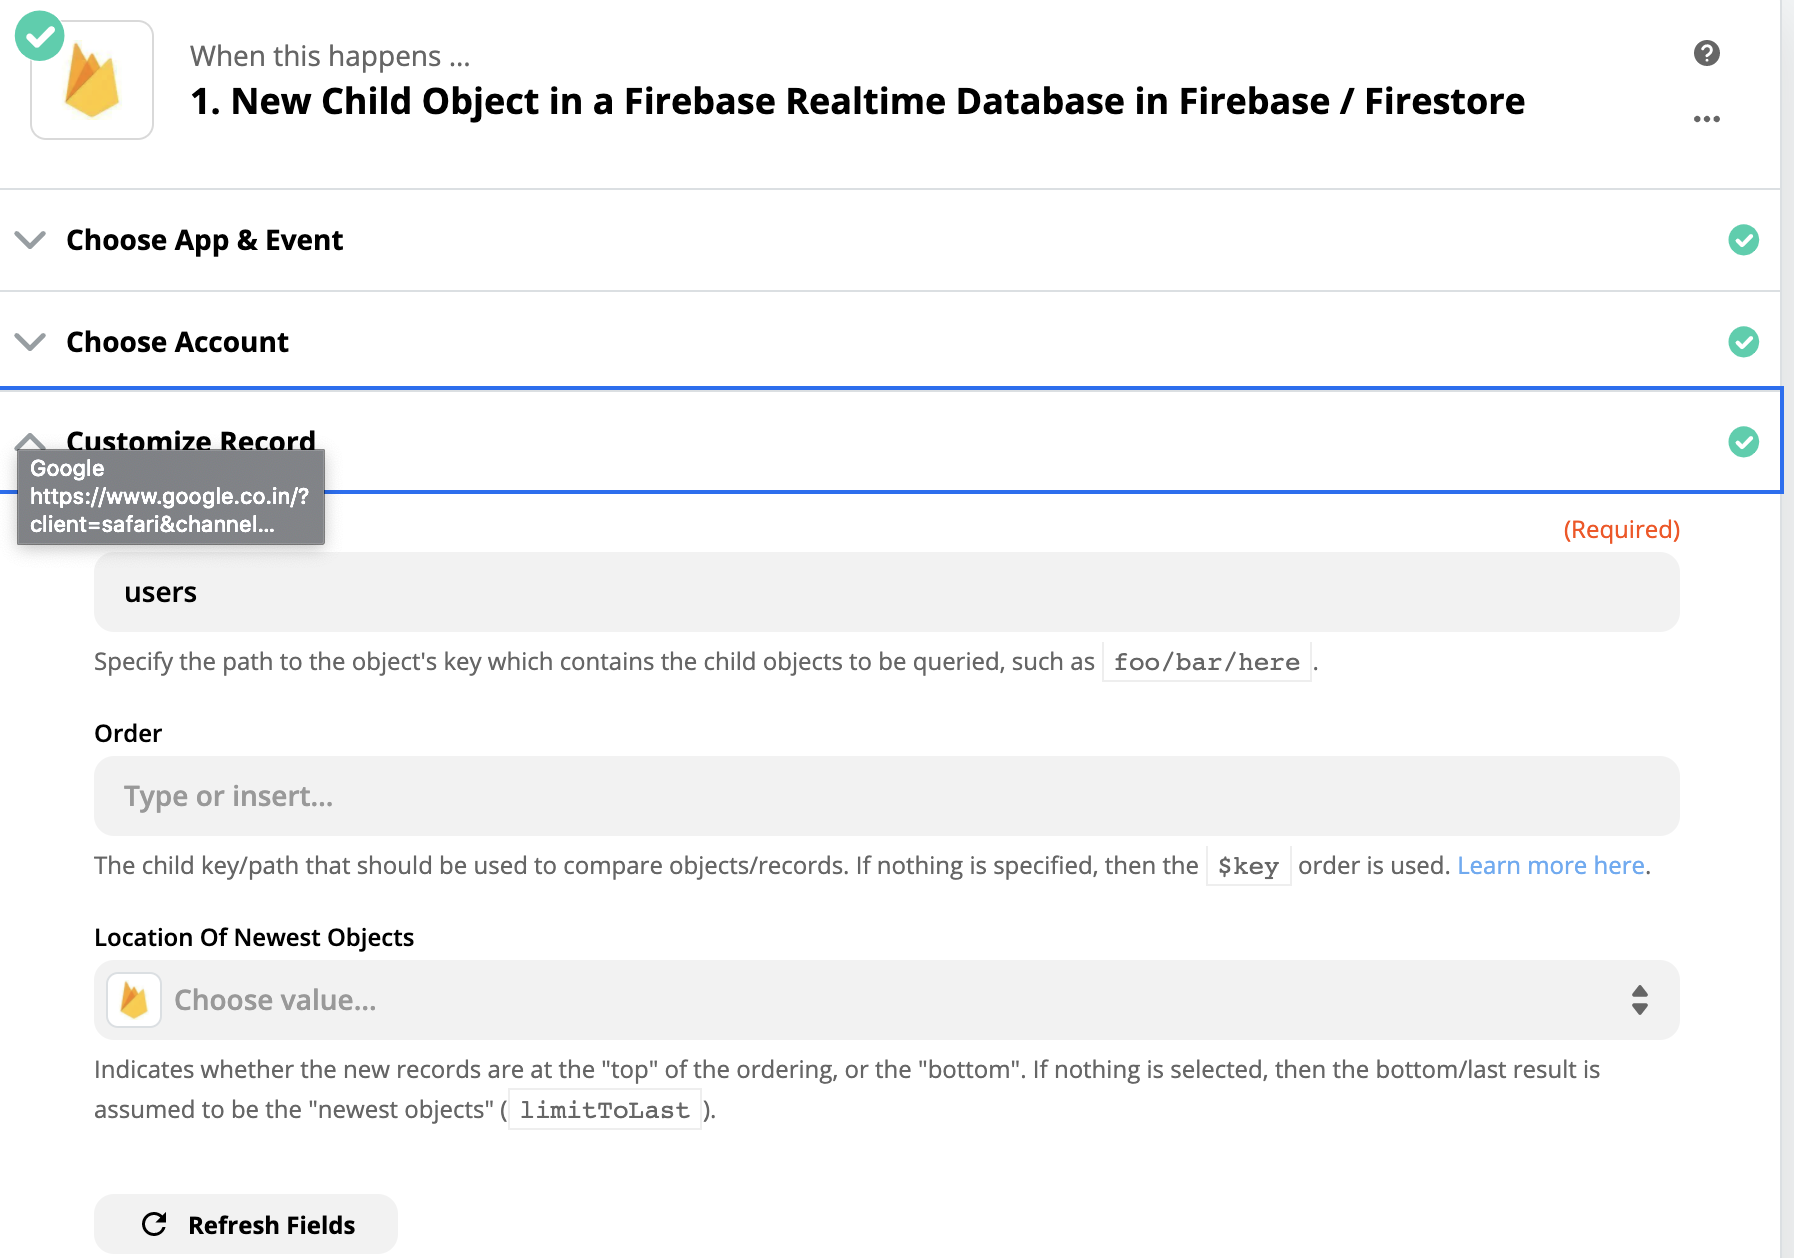 When this happens ...
1. New Child Object in a Firebase Realtime Database in Firebase / Firestore
Choose App & Event
Choose Account
Customize Record
Google
https://www.google.co.in/?
client=safari&channel...
(Required)
users
Specify the path to the object's key which contains the child objects to be queried, such as foo/bar/here .
Order
Type or insert...
The child key/path that should be used to compare objects/records. If nothing is specified, then the $key order is used. Learn more here.
Location Of Newest Objects
Choose value...
Indicates whether the new records are at the "top" of the ordering, or the "bottom". If nothing is selected, then the bottom/last result is
assumed to be the "newest objects" ( limitToLast ).
Refresh Fields